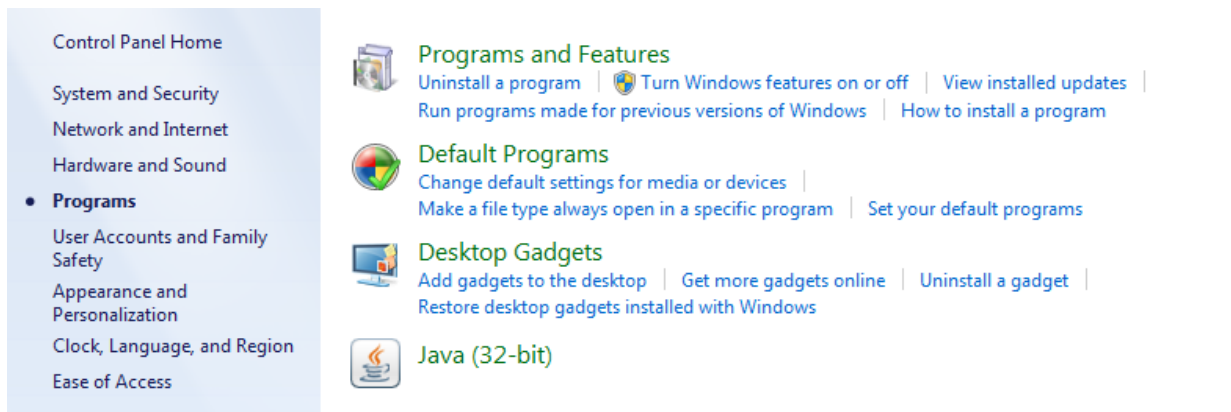 Control Panel Home
System and Security
Network and Internet
Hardware and Sound
Programs
User Accounts and Family
Safety
Appearance and
Personalization
Clock, Language, and Region
Ease of Access
Programs and Features
Uninstall a program
Turn Windows features on or off
View installed updates
Run programs made for previous versions of Windows
How to install a program
Default Programs
Change default settings for media or devices
Make a file type always open in a specific program
Set your default programs
Desktop Gadgets
Add gadgets to the desktop
Get more gadgets online
Uninstall a gadget
Restore desktop gadgets installed with Windows
Java (32-bit)